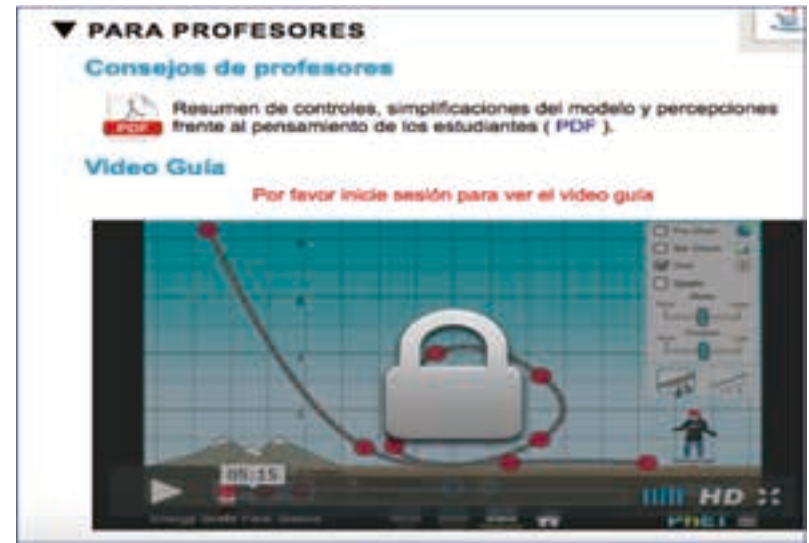 ▼ PARA PROFESORES
Consejos de profesores
PDF
Resumen de controles, simplificaciones del modelo y percepciones
frente al pensamiento de los estudiantes ( PDF ).
Video Guía
Por favor inicie sesión para ver el video guía
05:15
HD
PhET